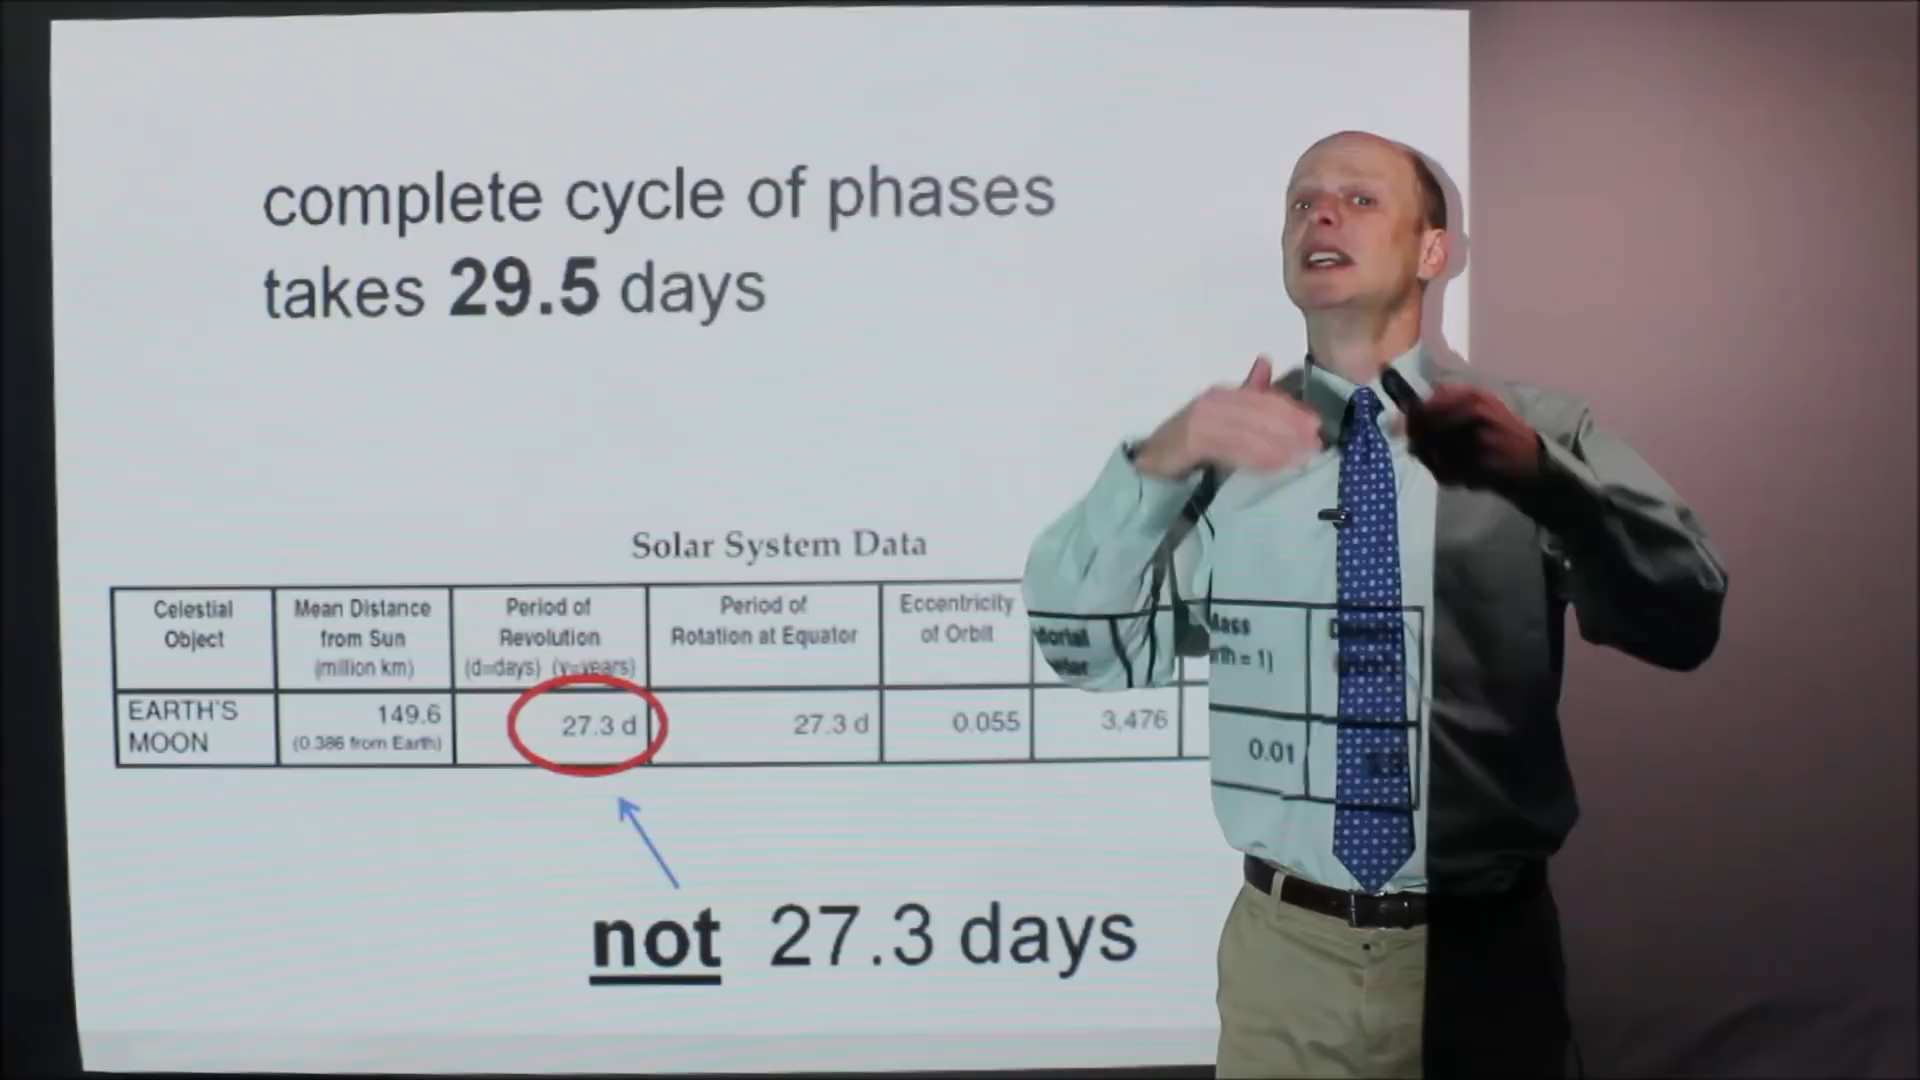 complete cycle of phases
takes 29.5 days
Solar System Data
Celestial Object
Mean Distance from Sun (million km)
Period of Revolution (d=days) (y=years)
Period of Rotation at Equator
Eccentricity of Orbit
Mass
EARTH'S MOON
149.6 (0.386 from Earth)
27.3 d
27.3 d
0.055
3,476
0.01
not 27.3 days